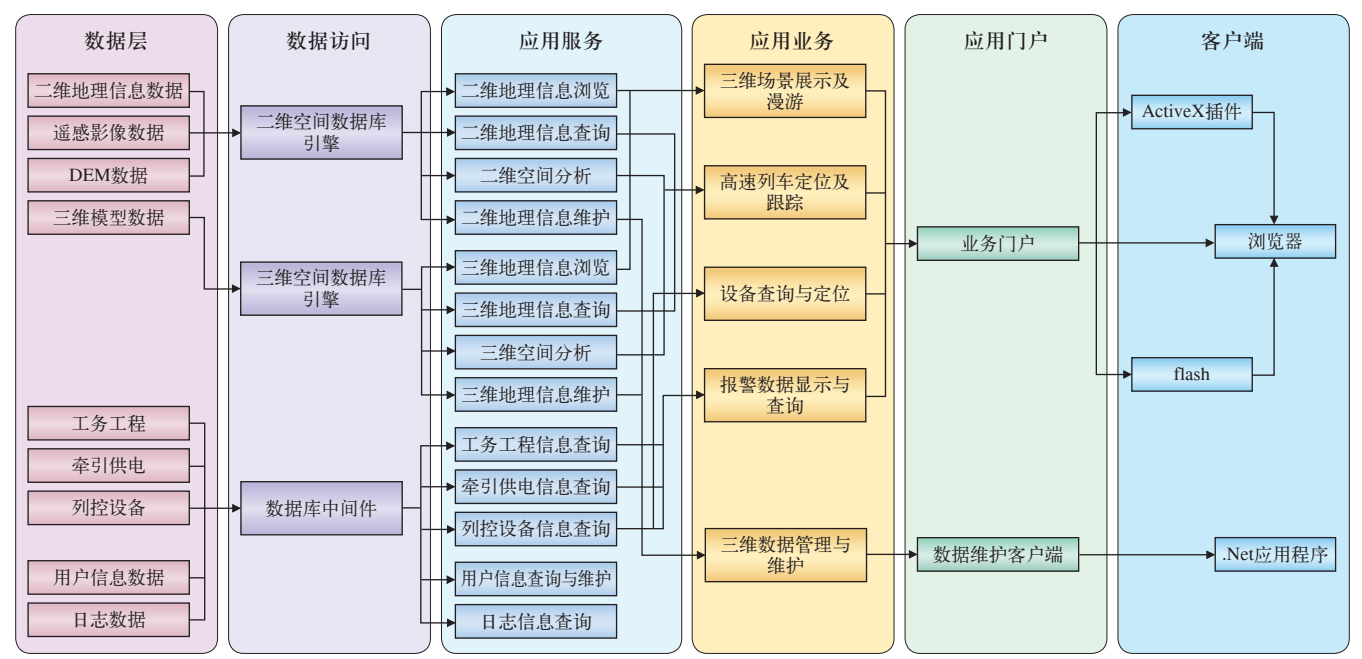 数据层
二维地理信息数据
遥感影像数据
DEM数据
三维模型数据
工务工程
牵引供电
列控设备
用户信息数据
日志数据
数据访问
二维空间数据库
引擎
三维空间数据库
引擎
数据库中间件
应用服务
二维地理信息浏览
二维地理信息查询
二维空间分析
二维地理信息维护
三维地理信息浏览
三维地理信息查询
三维空间分析
三维地理信息维护
工务工程信息查询
牵引供电信息查询
列控设备信息查询
用户信息查询与维护
日志信息查询
应用业务
三维场景展示及
漫游
高速列车定位及
跟踪
设备查询与定位
报警数据显示与
查询
三维数据管理与
维护
应用门户
业务门户
数据维护客户端
客户端
ActiveX插件
浏览器
flash
.Net应用程序